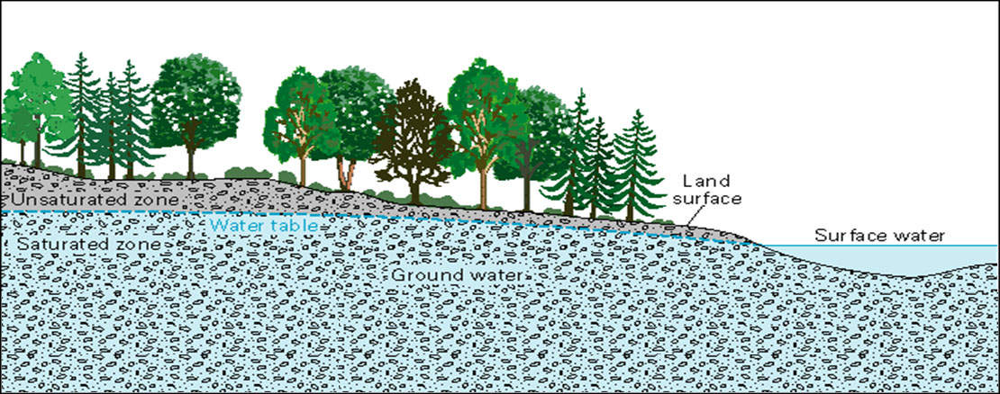 Land
surface
Unsaturated zone
Water table
Surface water
Saturated zone
Ground water